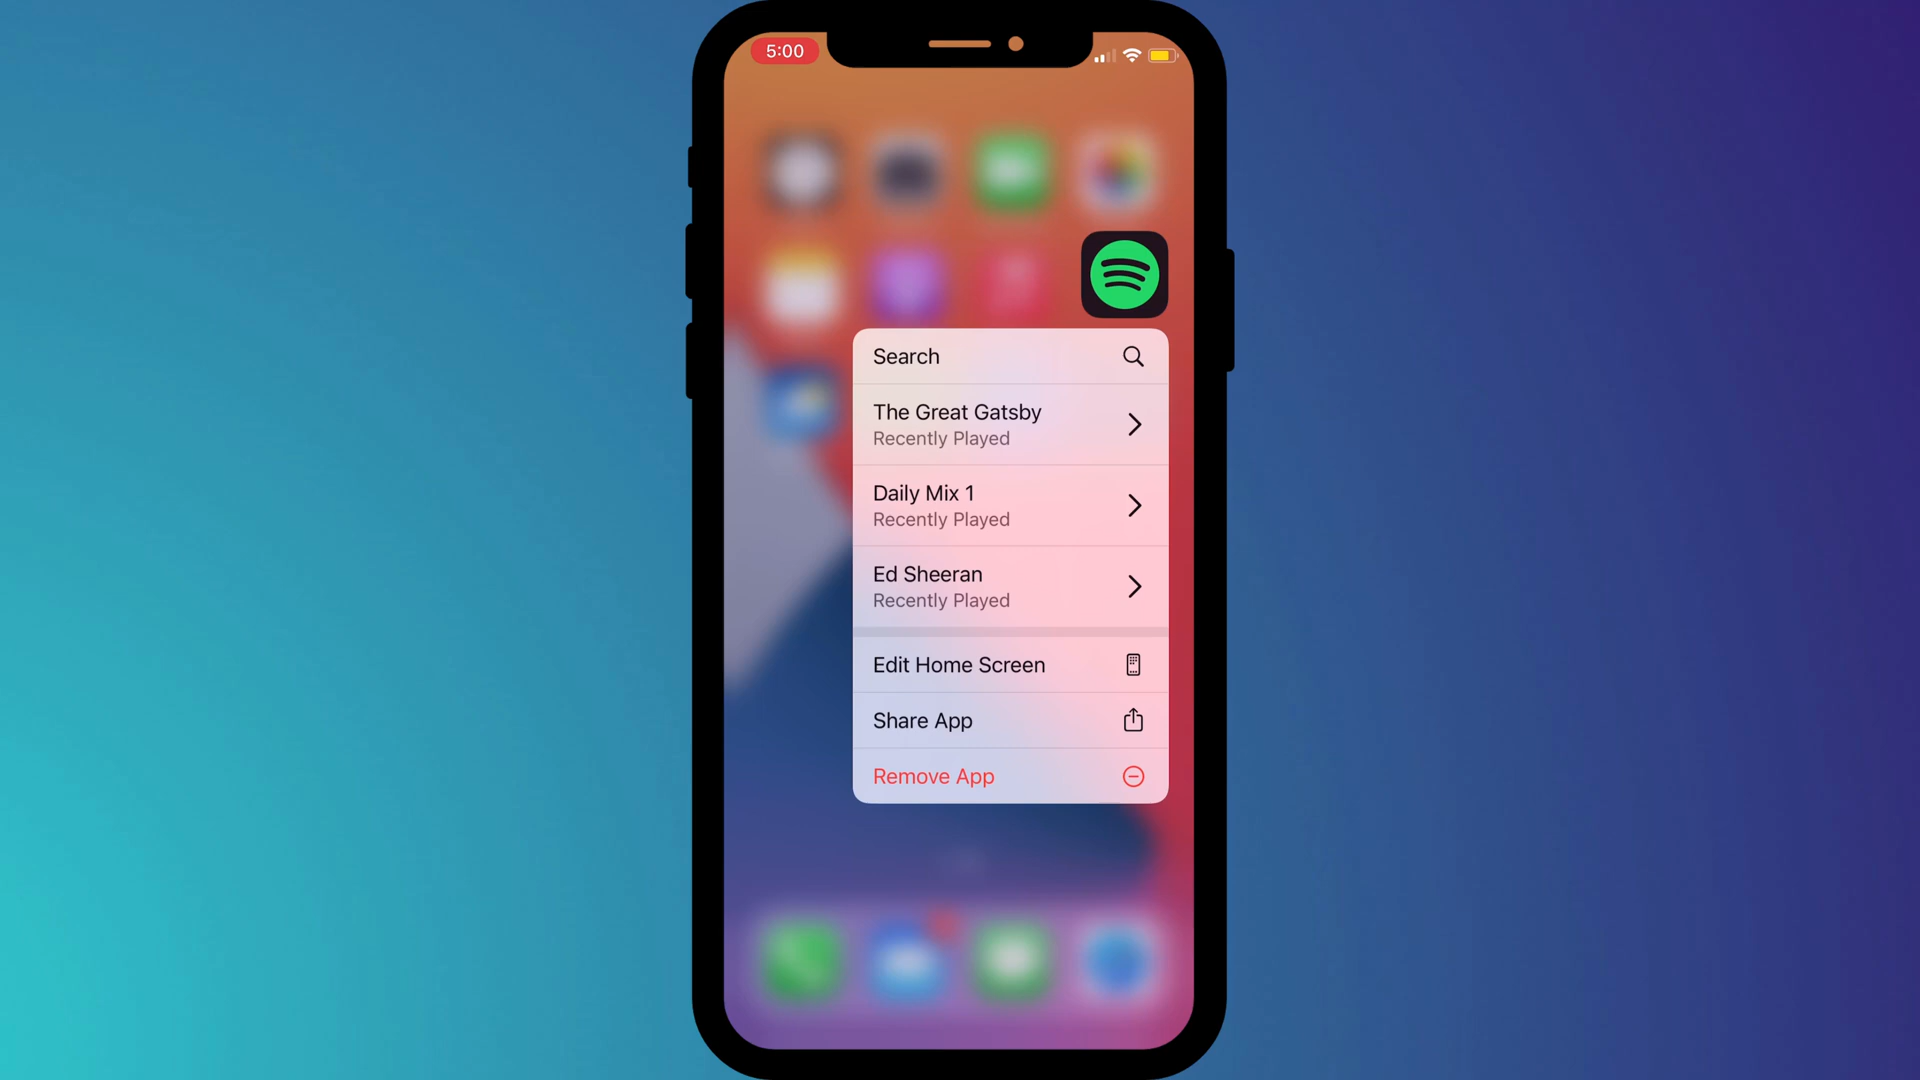 5:00
Search
The Great Gatsby
Recently Played
Daily Mix 1
Recently Played
Ed Sheeran
Recently Played
Edit Home Screen
Share App
Remove App